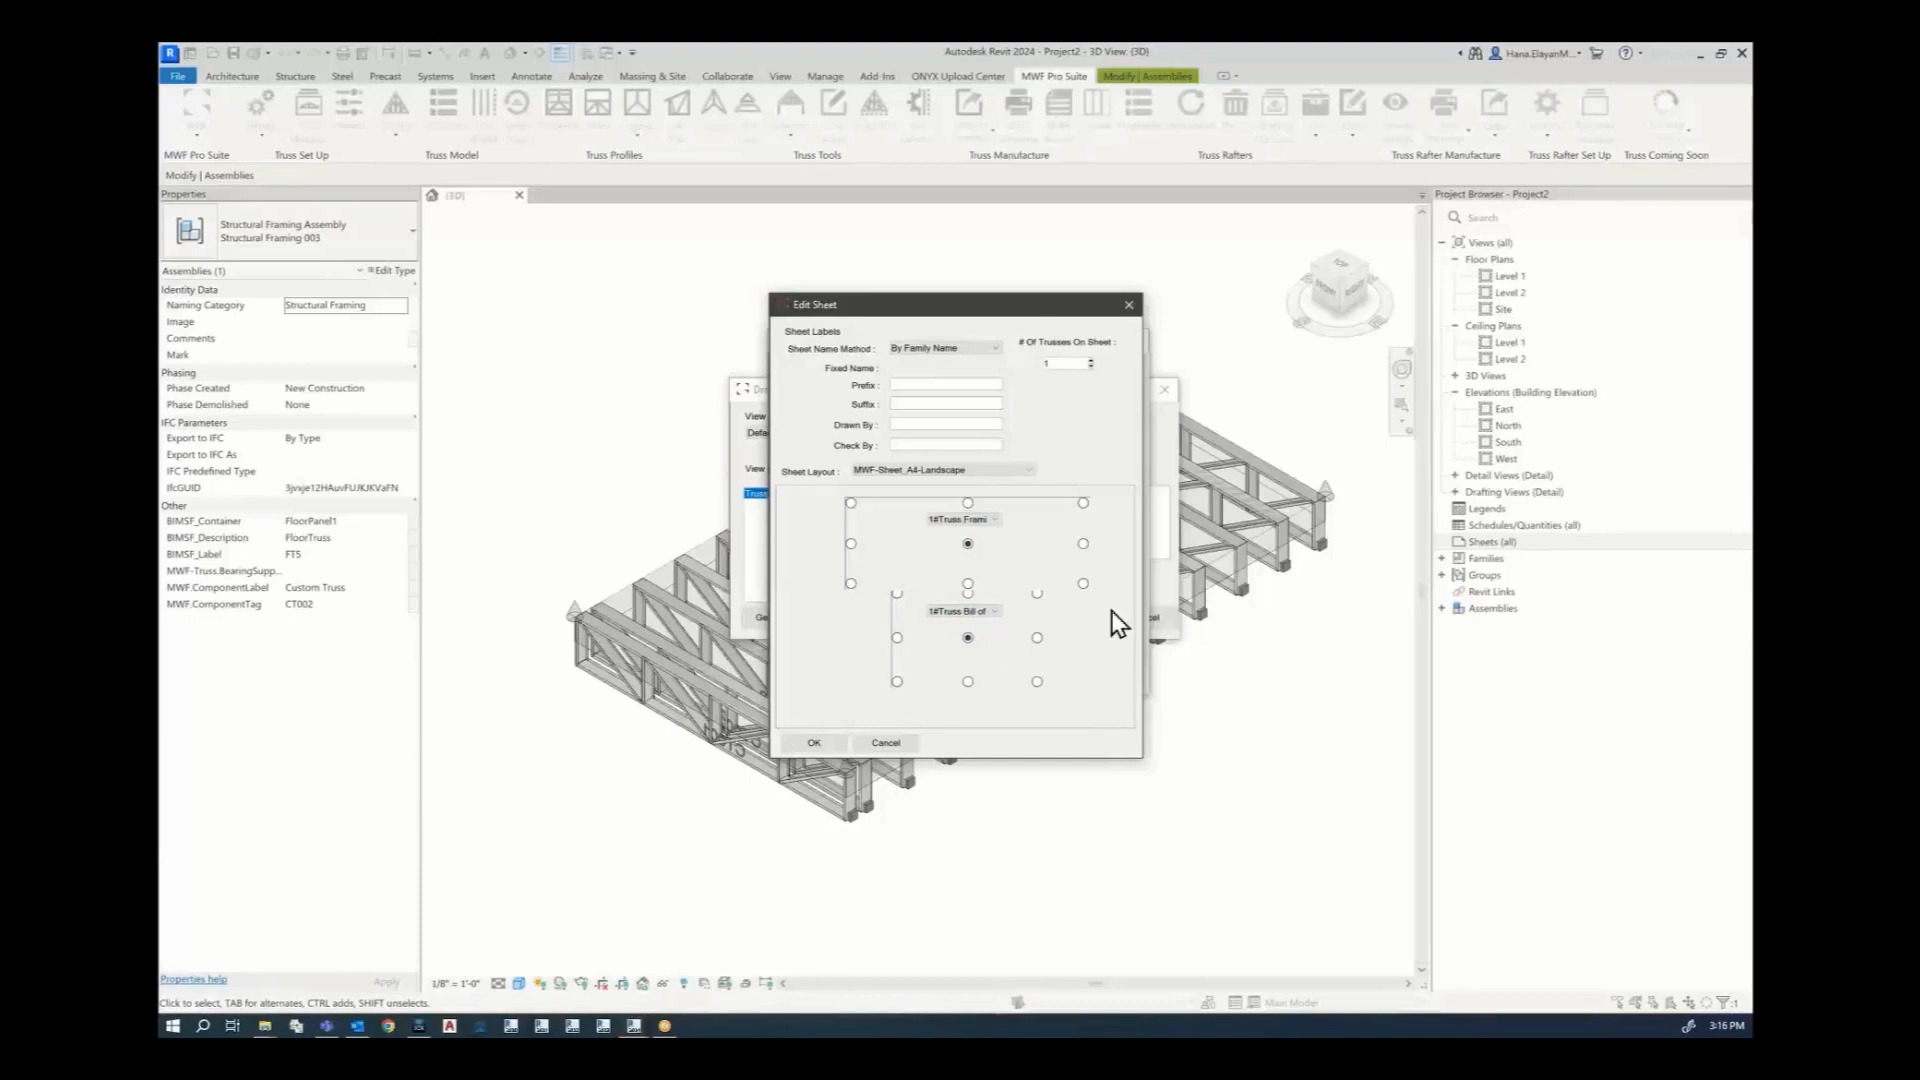 Autodesk Revit 2024 - Project2 - 3D View: {3D}
Hana.ElayanM...
File Architecture Structure Steel Precast Systems Insert Annotate Analyze Massing & Site Collaborate View Manage Add-Ins ONYX Upload Center MWF Pro Suite Modify | Assemblies
MWF Pro Suite Truss Set Up Truss Model Truss Profiles Truss Tools Truss Manufacture Truss Rafters Truss Rafter Manufacture Truss Rafter Set Up Truss Coming Soon
Modify | Assemblies
Properties
Structural Framing Assembly
Structural Framing 003
Assemblies (1) Edit Type
Identity Data
Naming Category Structural Framing
Image
Comments
Mark
Phasing
Phase Created New Construction
Phase Demolished None
IFC Parameters
Export to IFC By Type
Export to IFC As
IFC Predefined Type
IfcGUID 3jvxje12HAuvFUJKJKVaFN
Other
BIMSF_Container FloorPanel1
BIMSF_Description FloorTruss
BIMSF_Label FT5
MWF-Truss.BearingSupp...
MWF.ComponentLabel Custom Truss
MWF.ComponentTag CT002
Properties help
Apply
{3D}
TOP
FRONT
RIGHT
View
Defa
View
Truss
Ge
cel
Edit Sheet
Sheet Labels
Sheet Name Method : By Family Name
# Of Trusses On Sheet :
1
Fixed Name :
Prefix :
Suffix :
Drawn By :
Check By :
Sheet Layout : MWF-Sheet_A4-Landscape
1#Truss Frami
1#Truss Bill of
OK Cancel
Project Browser - Project2
Search
Views (all)
Floor Plans
Level 1
Level 2
Site
Ceiling Plans
Level 1
Level 2
3D Views
Elevations (Building Elevation)
East
North
South
West
Detail Views (Detail)
Drafting Views (Detail)
Legends
Schedules/Quantities (all)
Sheets (all)
Families
Groups
Revit Links
Assemblies
1/8" = 1'-0"
Click to select, TAB for alternates, CTRL adds, SHIFT unselects.
Main Model
:1
3:16 PM